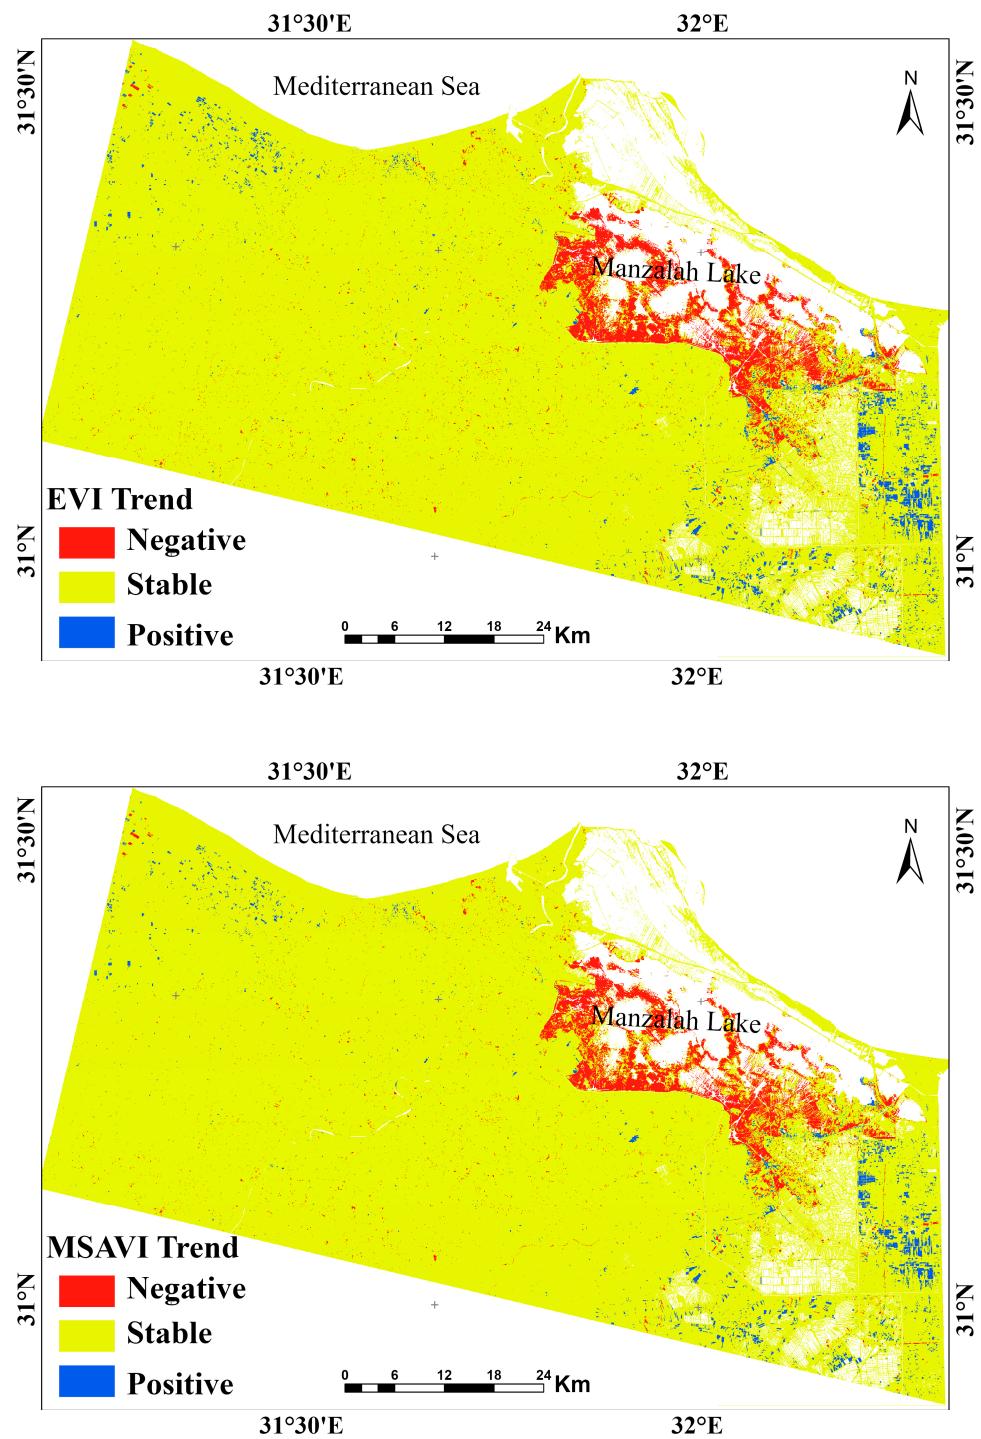 31°30'E 32°E
31°30'N
31°30'N
Mediterranean Sea
N
Manzalah Lake
EVI Trend
Negative
Stable
Positive
31°N
31°N
0 6 12 18 24 Km
31°30'E 32°E
31°30'E 32°E
31°30'N
31°30'N
Mediterranean Sea
N
Manzalah Lake
MSAVI Trend
Negative
Stable
Positive
31°N
31°N
0 6 12 18 24 Km
31°30'E 32°E